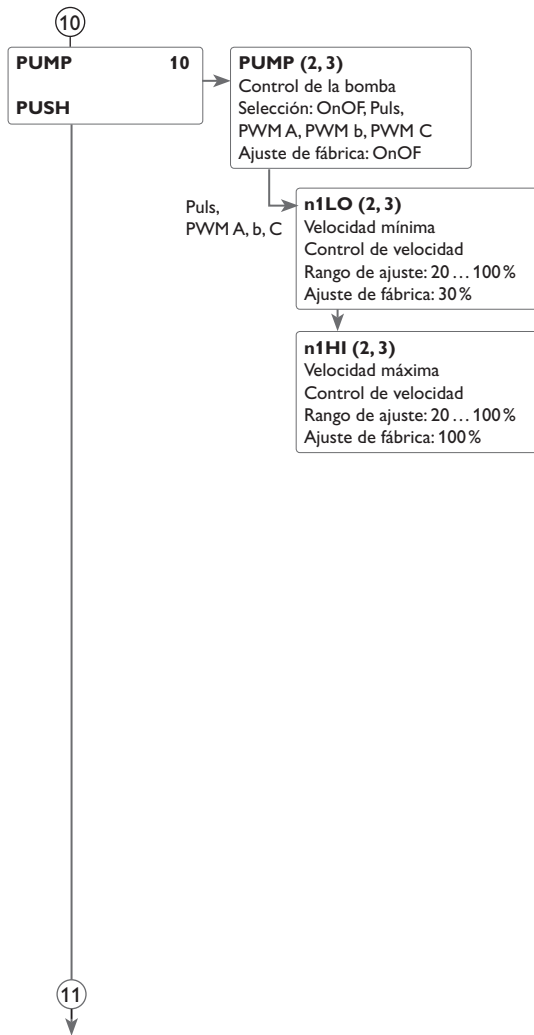 10
PUMP 10
PUSH
PUMP (2, 3)
Control de la bomba
Selección: OnOF, Puls,
PWM A, PWM b, PWM C
Ajuste de fábrica: OnOF
Puls,
PWM A, b, C
n1LO (2, 3)
Velocidad mínima
Control de velocidad
Rango de ajuste: 20 … 100 %
Ajuste de fábrica: 30 %
n1HI (2, 3)
Velocidad máxima
Control de velocidad
Rango de ajuste: 20 … 100 %
Ajuste de fábrica: 100 %
11